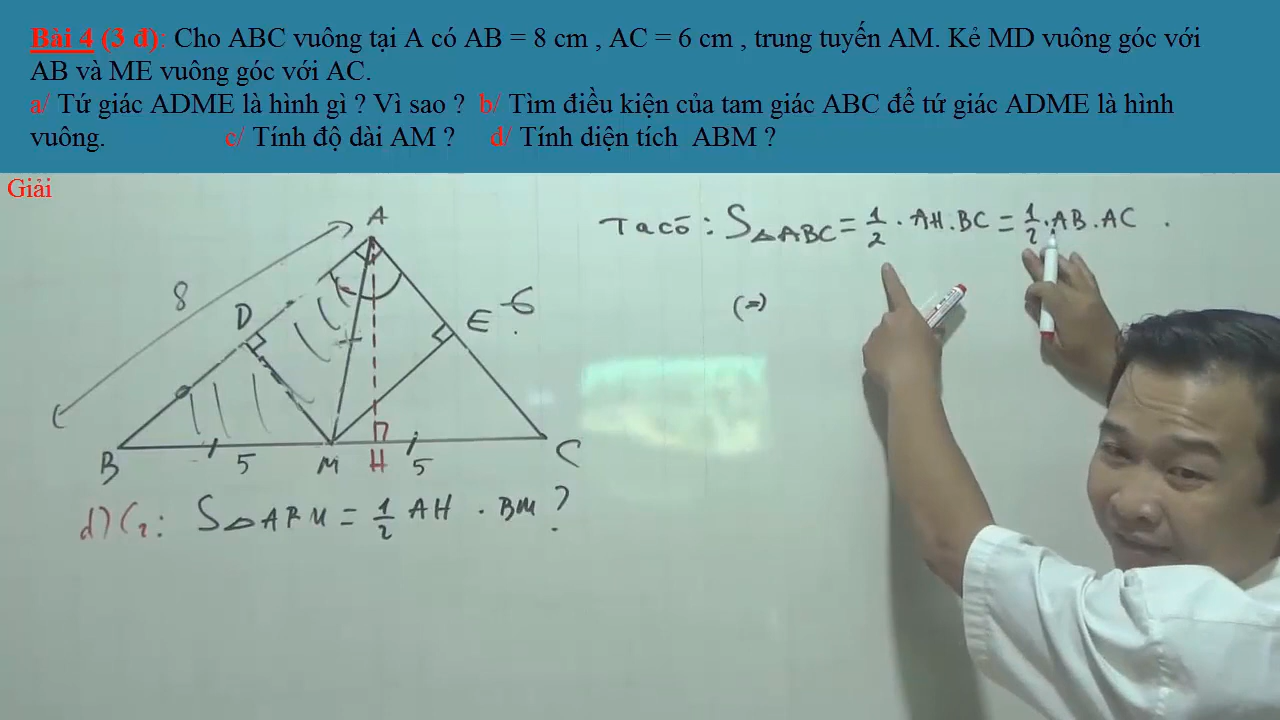 Bài 4 (3 đ): Cho ABC vuông tại A có AB = 8 cm , AC = 6 cm , trung tuyến AM. Kẻ MD vuông góc với
AB và ME vuông góc với AC.
a/ Tứ giác ADME là hình gì ? Vì sao ? b/ Tìm điều kiện của tam giác ABC để tứ giác ADME là hình
vuông. c/ Tính độ dài AM ? d/ Tính diện tích ABM ?
Giải
Ta có : S△ABC = 1/2 . AH . BC = 1/2 . AB . AC .
(=)
A
8
D
E
6
B
5
M
H
5
C
d) C2 : S△ABM = 1/2 AH . BM ?